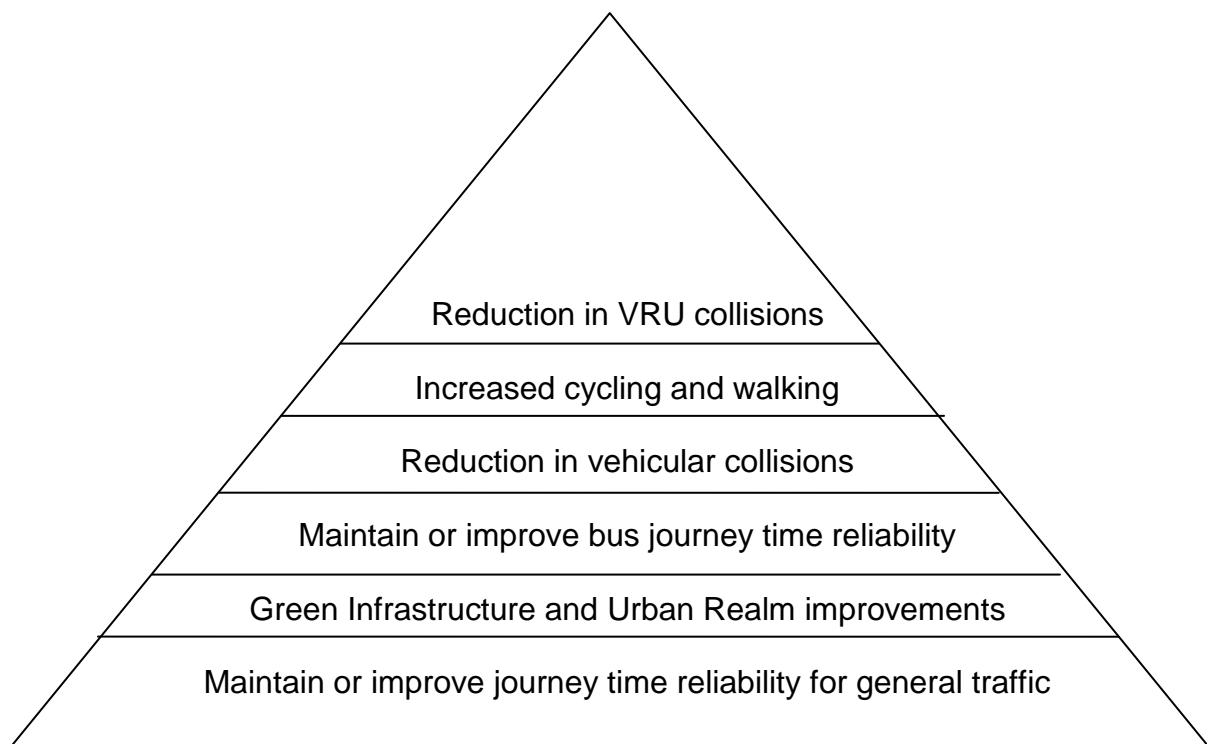 Reduction in VRU collisions
Increased cycling and walking
Reduction in vehicular collisions
Maintain or improve bus journey time reliability
Green Infrastructure and Urban Realm improvements
Maintain or improve journey time reliability for general traffic